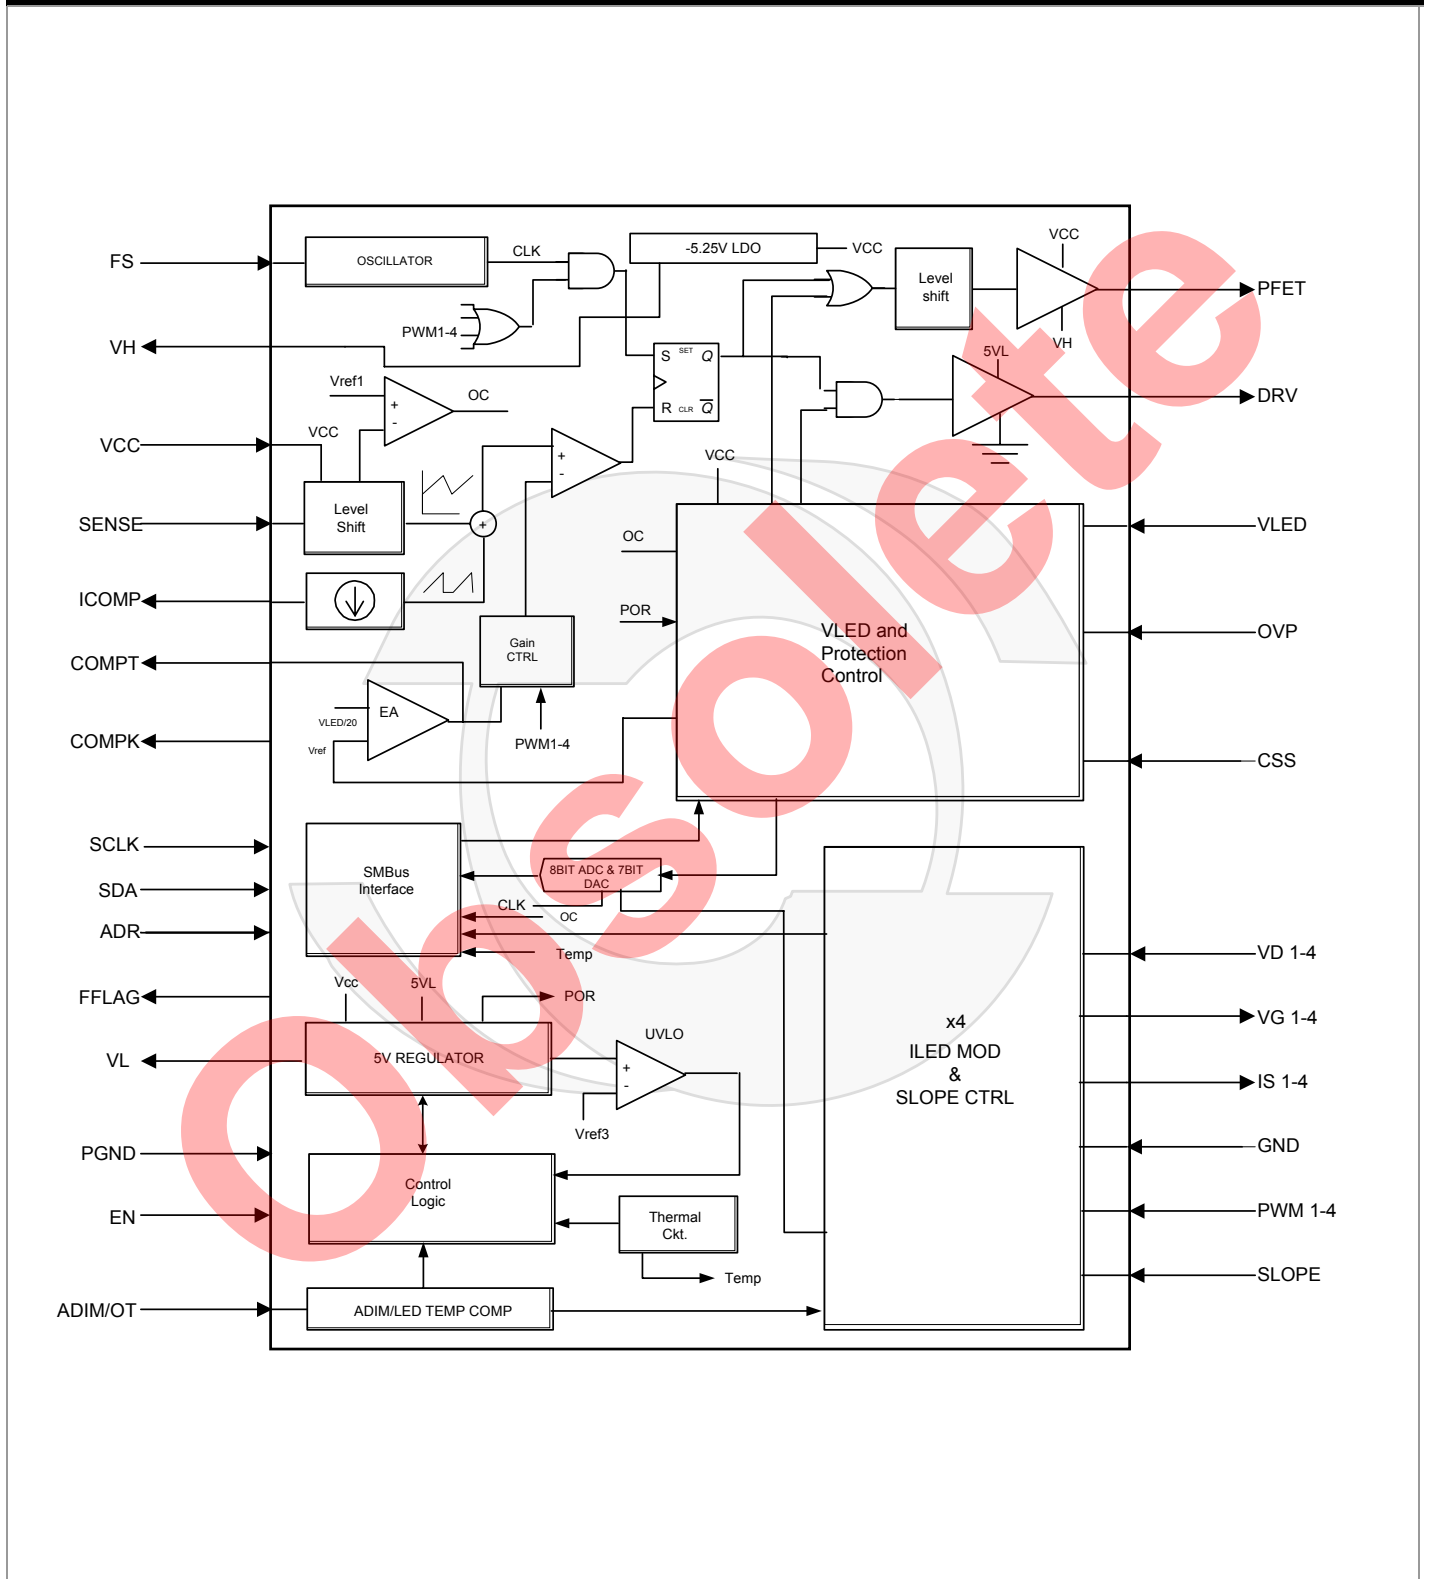 FS
VH
VCC
SENSE
ICOMP
COMPT
COMPK
SCLK
SDA
ADR
FFLAG
VL
PGND
EN
ADIM/OT
OSCILLATOR
CLK
PWM1-4
-5.25V LDO
VCC
Vref1
+
-
OC
VCC
Level
Shift
+
+
-
S
SET
Q
R
CLR
Q
Level
shift
VCC
VH
5VL
Gain
CTRL
PWM1-4
EA
VLED/20
Vref
VCC
OC
POR
VLED and
Protection
Control
SMBus
Interface
8BIT ADC & 7BIT
DAC
CLK
OC
Temp
Vcc
5VL
POR
5V REGULATOR
UVLO
+
-
Vref3
Control
Logic
Thermal
Ckt.
Temp
ADIM/LED TEMP COMP
x4
ILED MOD
&
SLOPE CTRL
PFET
DRV
VLED
OVP
CSS
VD 1-4
VG 1-4
IS 1-4
GND
PWM 1-4
SLOPE
Obsolete